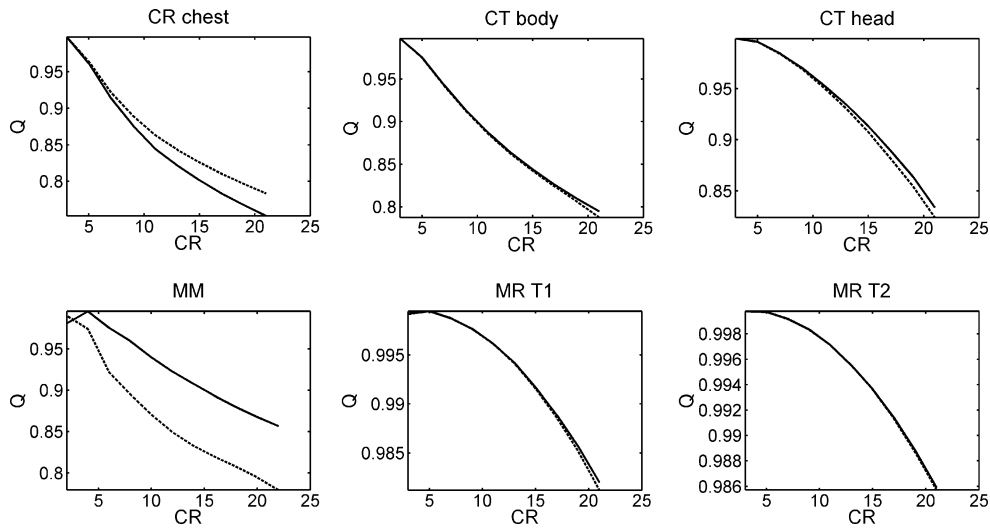 CR chest
0.95
0.9
0.85
0.8
Q
5 10 15 20 25
CR
CT body
0.95
0.9
0.85
0.8
Q
5 10 15 20 25
CR
CT head
0.95
0.9
0.85
Q
5 10 15 20 25
CR
MM
0.95
0.9
0.85
0.8
Q
5 10 15 20 25
CR
MR T1
0.995
0.99
0.985
Q
5 10 15 20 25
CR
MR T2
0.998
0.996
0.994
0.992
0.99
0.988
0.986
Q
5 10 15 20 25
CR